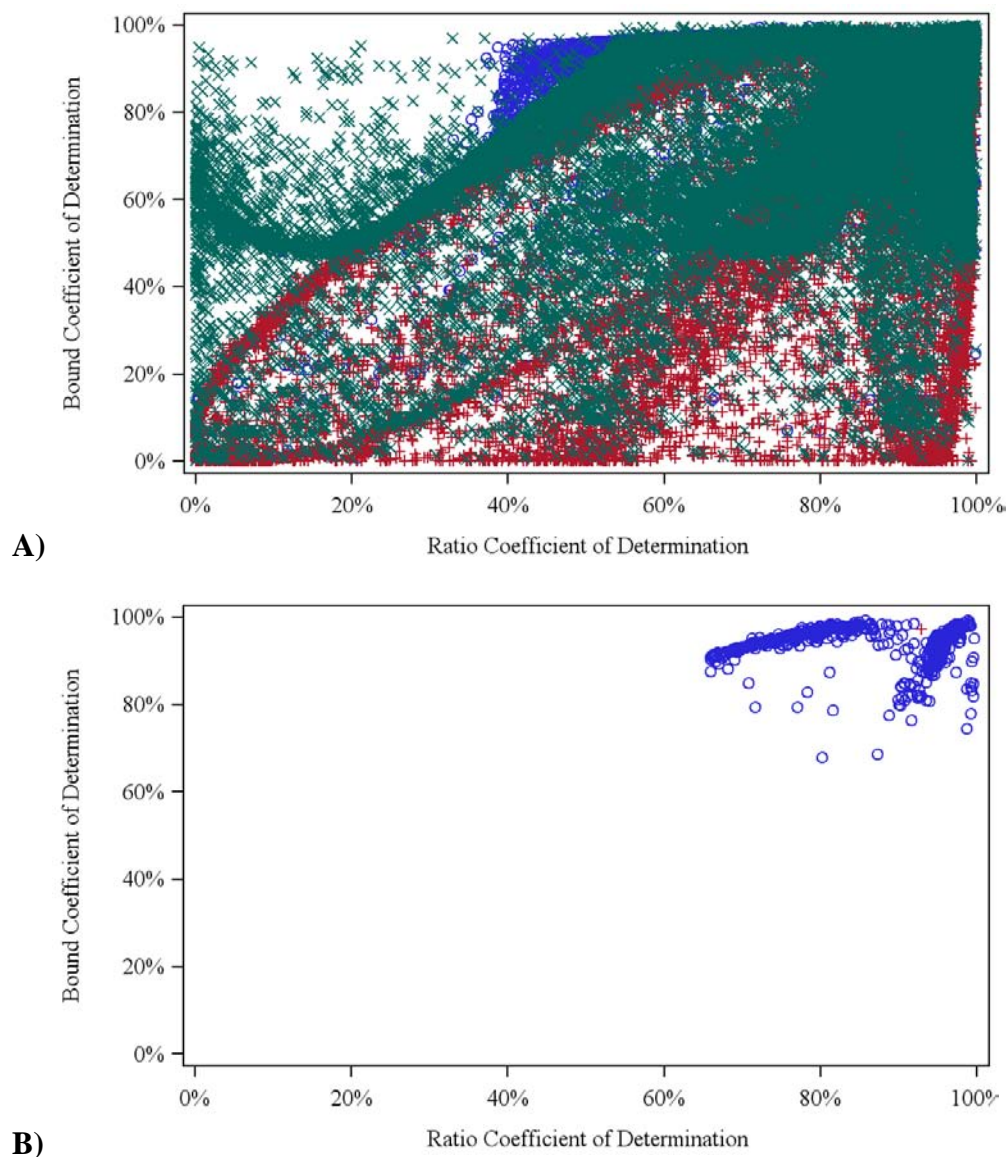 100%
80%
60%
40%
20%
0%
Bound Coefficient of Determination
0% 20% 40% 60% 80% 100%
Ratio Coefficient of Determination
A)
100%
80%
60%
40%
20%
0%
Bound Coefficient of Determination
0% 20% 40% 60% 80% 100%
Ratio Coefficient of Determination
B)